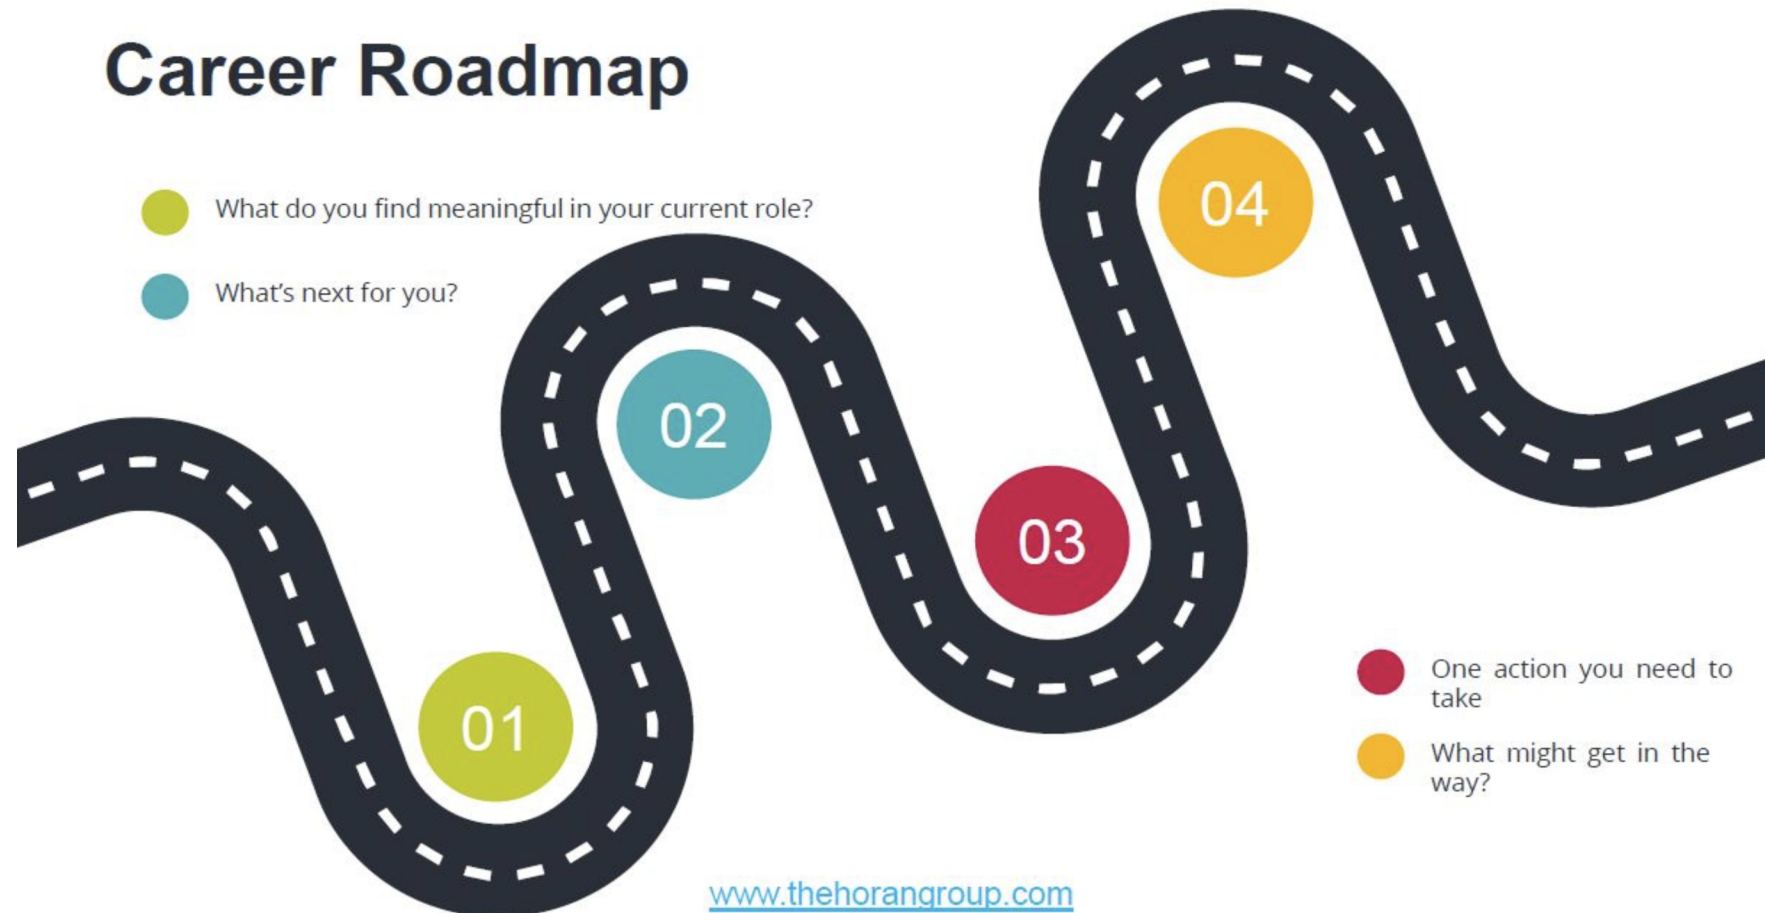 Career Roadmap
What do you find meaningful in your current role?
What’s next for you?
04
02
03
01
One action you need to
take
What might get in the
way?
www.thehorangroup.com